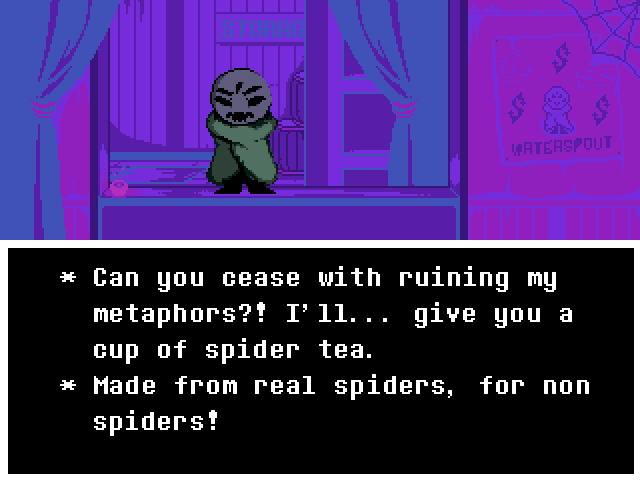 STORAG
WATERSPOUT
* Can you cease with ruining my
metaphors?! I'll... give you a
cup of spider tea.
* Made from real spiders, for non
spiders!